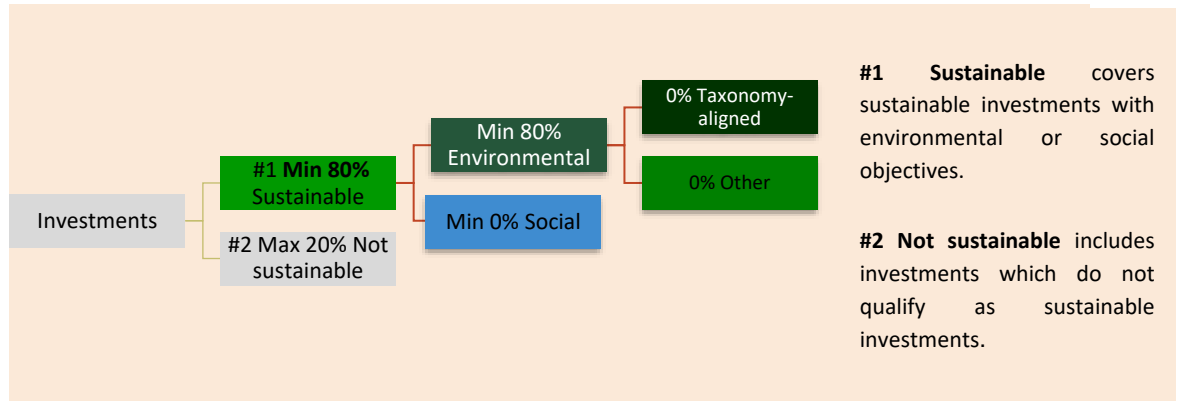 Investments
#1 Min 80%
Sustainable
#2 Max 20% Not
sustainable
Min 80%
Environmental
Min 0% Social
0% Taxonomy-
aligned
0% Other
#1 Sustainable covers
sustainable investments with
environmental or social
objectives.
#2 Not sustainable includes
investments which do not
qualify as sustainable
investments.